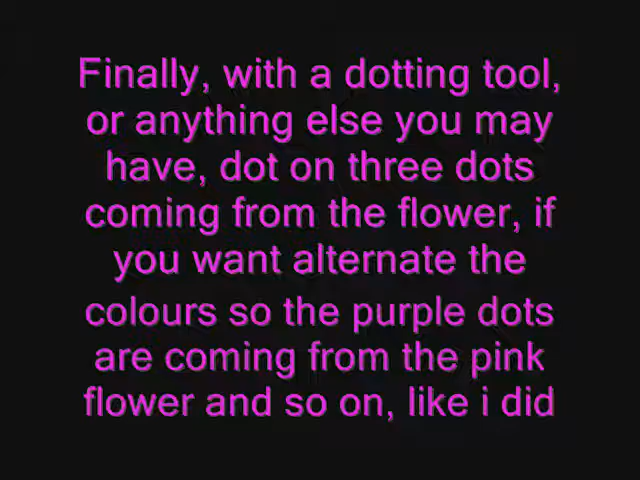 Finally, with a dotting tool,
or anything else you may
have, dot on three dots
coming from the flower, if
you want alternate the
colours so the purple dots
are coming from the pink
flower and so on, like i did